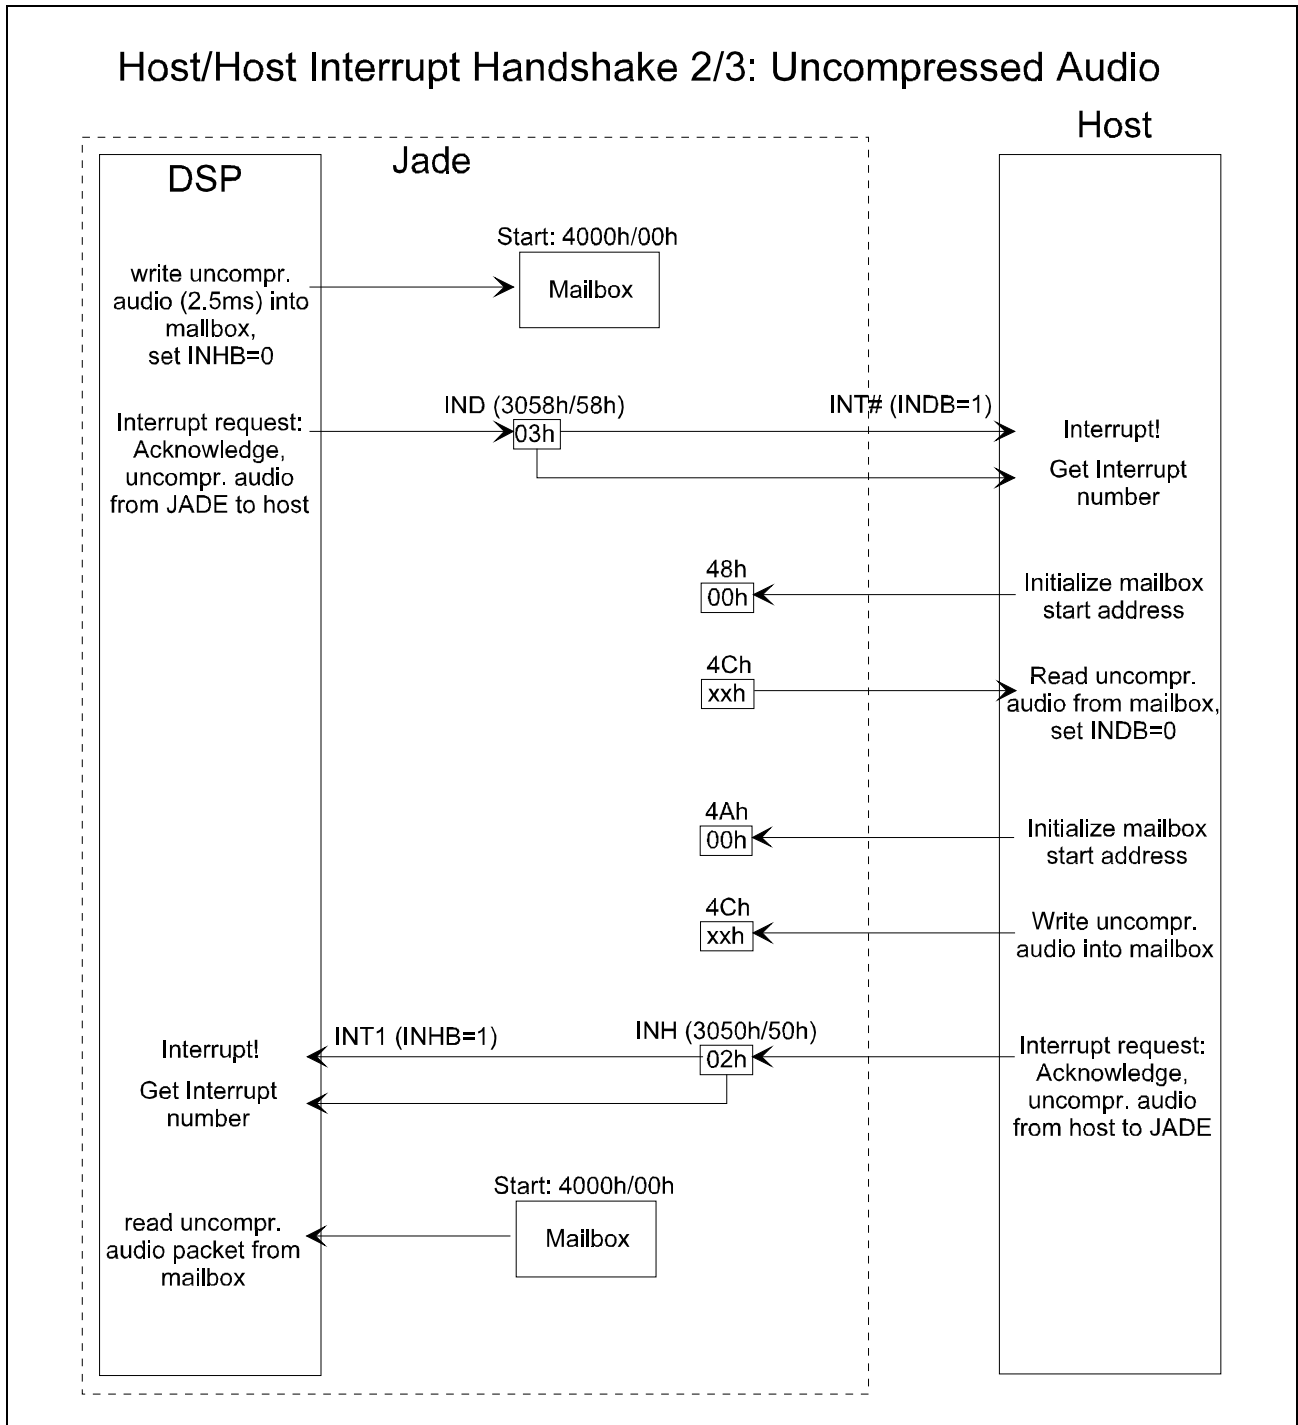 Host/Host Interrupt Handshake 2/3: Uncompressed Audio
Host
Jade
DSP
Start: 4000h/00h
write uncompr.
audio (2.5ms) into
mallbox,
set INHB=0
Mailbox
IND (3058h/58h)
INT# (INDB=1)
Interrupt request:
Acknowledge,
uncompr. audio
from JADE to host
03h
Interrupt!
Get Interrupt
number
48h
00h
Initialize mailbox
start address
4Ch
xxh
Read uncompr.
audio from mailbox,
set INDB=0
4Ah
00h
Initialize mailbox
start address
4Ch
xxh
Write uncompr.
audio into mailbox
Interrupt!
INT1 (INHB=1)
INH (3050h/50h)
02h
Interrupt request:
Acknowledge,
uncompr. audio
from host to JADE
Get Interrupt
number
Start: 4000h/00h
read uncompr.
audio packet from
mailbox
Mailbox